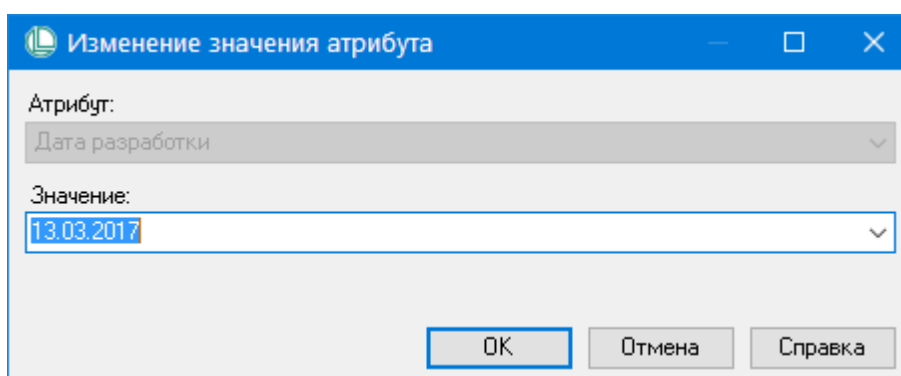 Изменение значения атрибута
Атрибут:
Дата разработки
Значение:
13.03.2017
OK Отмена Справка